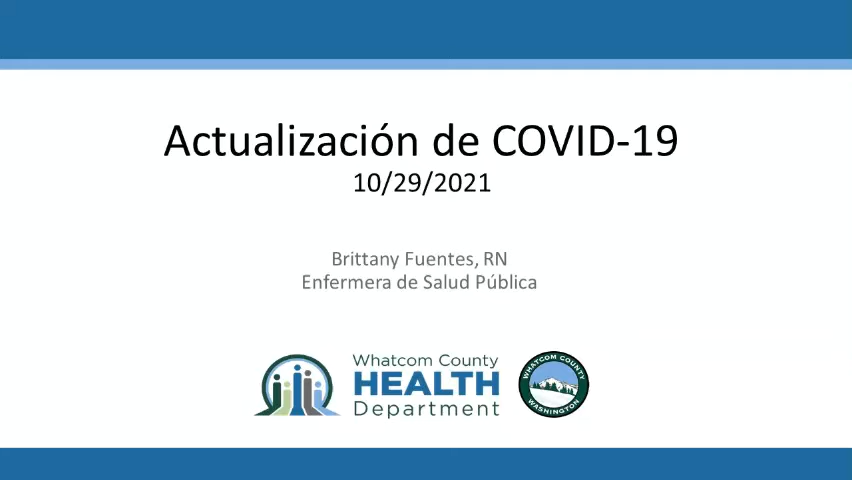 Actualización de COVID-19
10/29/2021
Brittany Fuentes, RN
Enfermera de Salud Pública
Whatcom County
HEALTH
Department
WHATCOM COUNTY
WASHINGTON